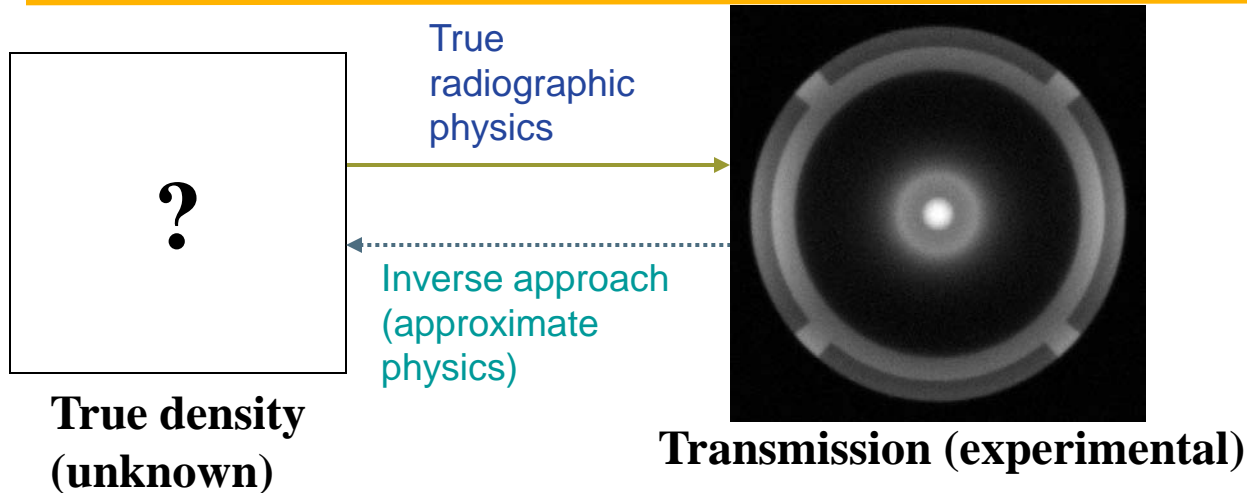 True
radiographic
physics
?
Inverse approach
(approximate
physics)
True density
(unknown)
Transmission (experimental)